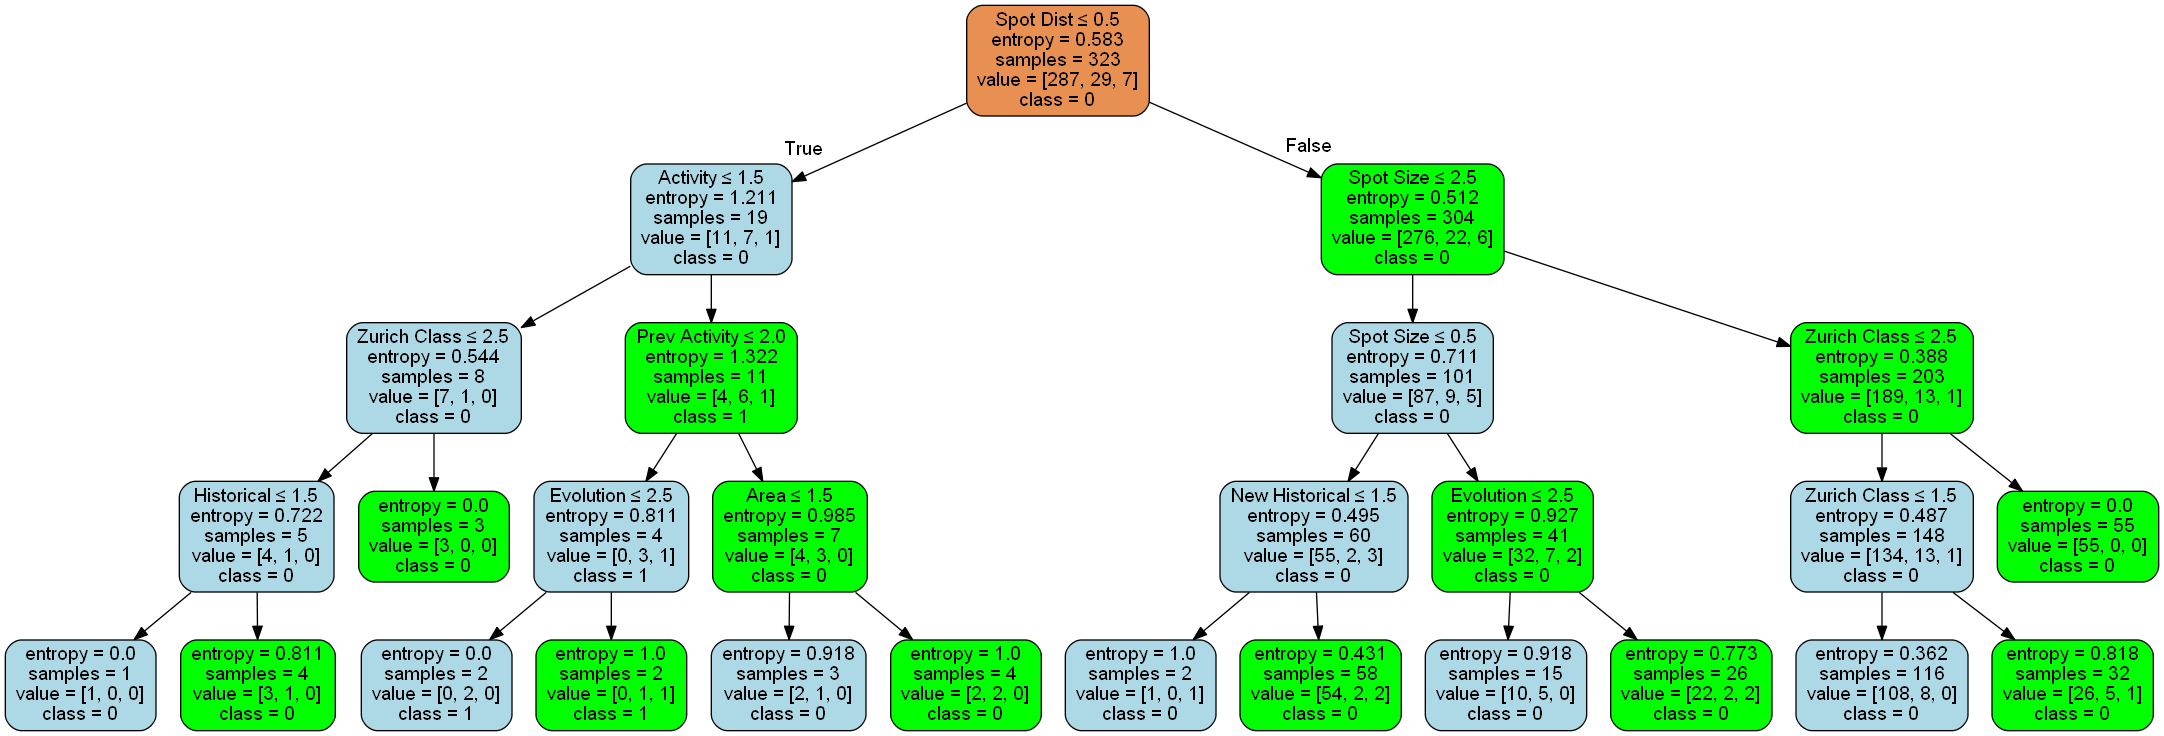 Spot Dist ≤ 0.5
entropy = 0.583
samples = 323
value = [287, 29, 7]
class = 0
True
False
Activity ≤ 1.5
entropy = 1.211
samples = 19
value = [11, 7, 1]
class = 0
Spot Size ≤ 2.5
entropy = 0.512
samples = 304
value = [276, 22, 6]
class = 0
Zurich Class ≤ 2.5
entropy = 0.544
samples = 8
value = [7, 1, 0]
class = 0
Prev Activity ≤ 2.0
entropy = 1.322
samples = 11
value = [4, 6, 1]
class = 1
Spot Size ≤ 0.5
entropy = 0.711
samples = 101
value = [87, 9, 5]
class = 0
Zurich Class ≤ 2.5
entropy = 0.388
samples = 203
value = [189, 13, 1]
class = 0
Historical ≤ 1.5
entropy = 0.722
samples = 5
value = [4, 1, 0]
class = 0
entropy = 0.0
samples = 3
value = [3, 0, 0]
class = 0
Evolution ≤ 2.5
entropy = 0.811
samples = 4
value = [0, 3, 1]
class = 1
Area ≤ 1.5
entropy = 0.985
samples = 7
value = [4, 3, 0]
class = 0
New Historical ≤ 1.5
entropy = 0.495
samples = 60
value = [55, 2, 3]
class = 0
Evolution ≤ 2.5
entropy = 0.927
samples = 41
value = [32, 7, 2]
class = 0
Zurich Class ≤ 1.5
entropy = 0.487
samples = 148
value = [134, 13, 1]
class = 0
entropy = 0.0
samples = 55
value = [55, 0, 0]
class = 0
entropy = 0.0
samples = 1
value = [1, 0, 0]
class = 0
entropy = 0.811
samples = 4
value = [3, 1, 0]
class = 0
entropy = 0.0
samples = 2
value = [0, 2, 0]
class = 1
entropy = 1.0
samples = 2
value = [0, 1, 1]
class = 1
entropy = 0.918
samples = 3
value = [2, 1, 0]
class = 0
entropy = 1.0
samples = 4
value = [2, 2, 0]
class = 0
entropy = 1.0
samples = 2
value = [1, 0, 1]
class = 0
entropy = 0.431
samples = 58
value = [54, 2, 2]
class = 0
entropy = 0.918
samples = 15
value = [10, 5, 0]
class = 0
entropy = 0.773
samples = 26
value = [22, 2, 2]
class = 0
entropy = 0.362
samples = 116
value = [108, 8, 0]
class = 0
entropy = 0.818
samples = 32
value = [26, 5, 1]
class = 0